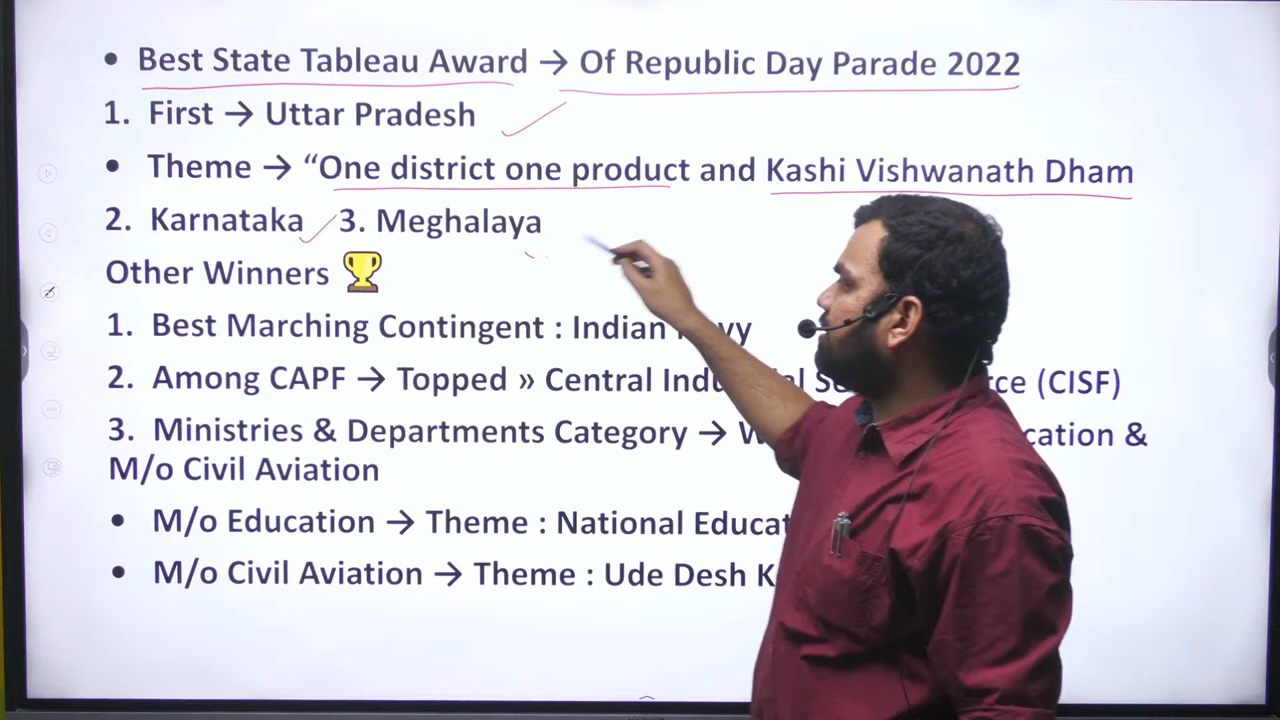 • Best State Tableau Award → Of Republic Day Parade 2022
1. First → Uttar Pradesh
• Theme → “One district one product and Kashi Vishwanath Dham
2. Karnataka 3. Meghalaya
Other Winners 🏆
1. Best Marching Contingent : Indian
2. Among CAPF → Topped » Central (CISF)
3. Ministries & Departments Category → &
M/o Civil Aviation
• M/o Education → Theme : National
• M/o Civil Aviation → Theme : Ude Desh